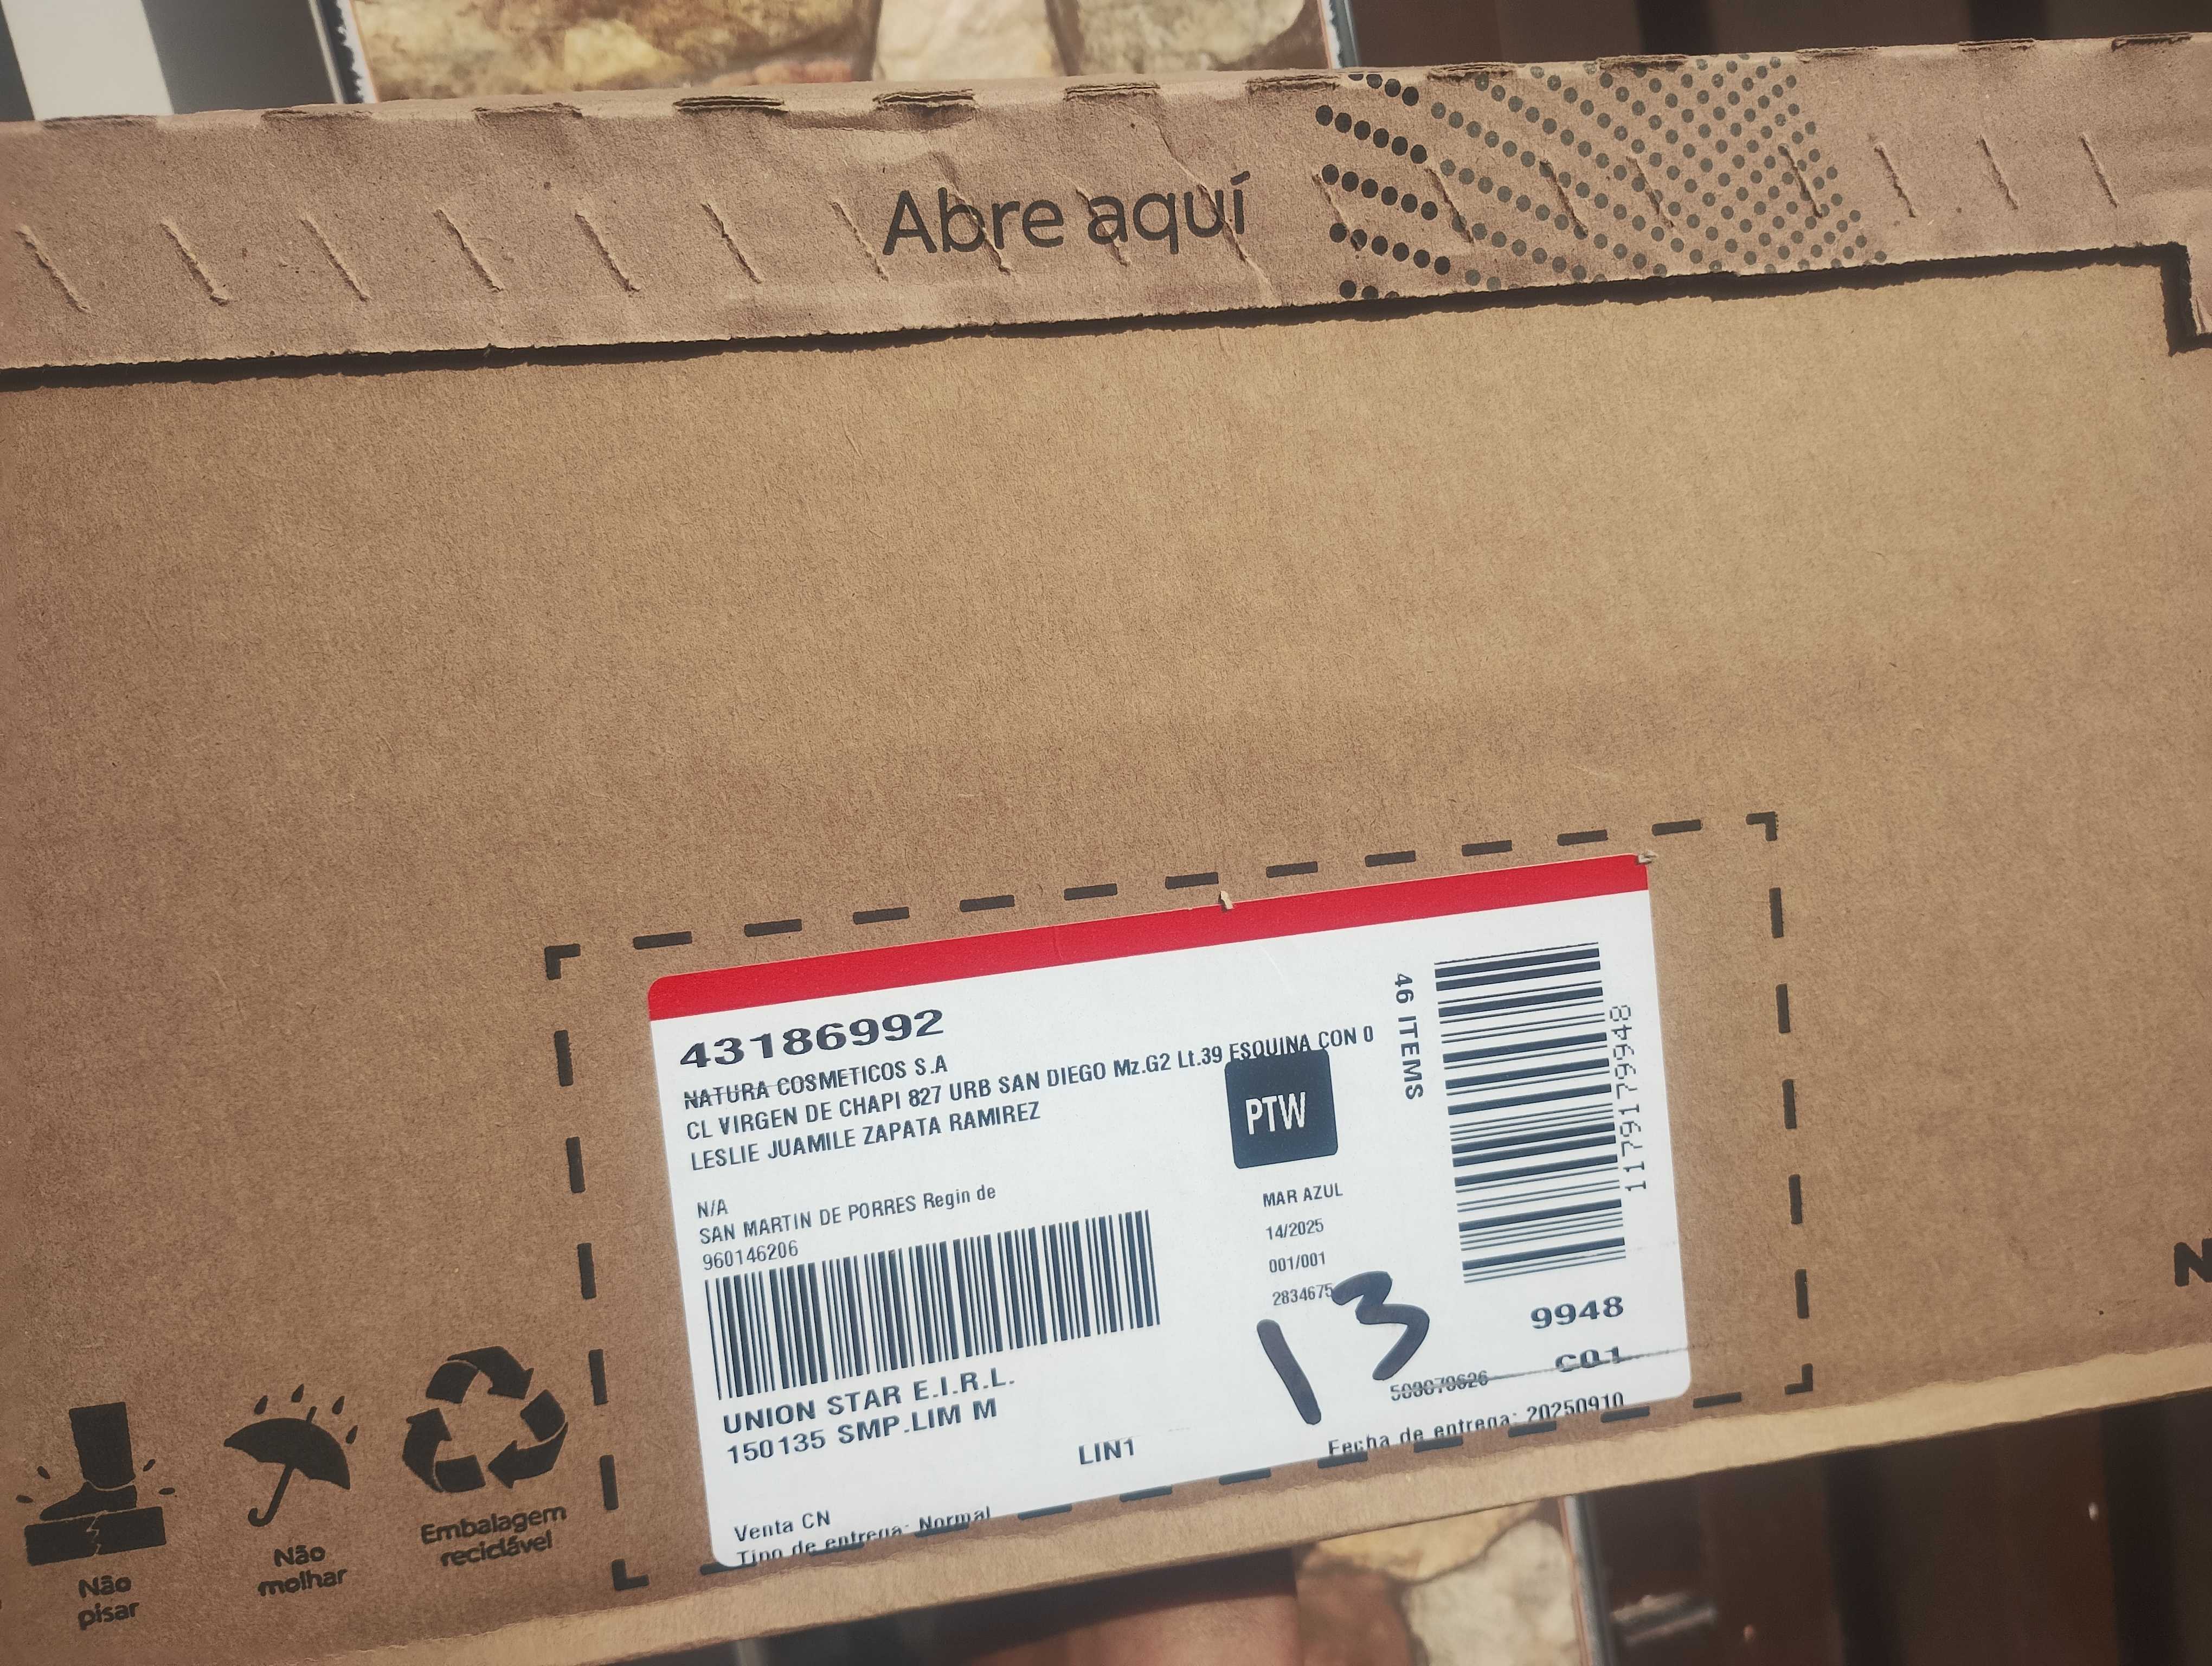 Abre aquí
43186992
NATURA COSMETICOS S.A
CL VIRGEN DE CHAPI 827 URB SAN DIEGO Mz.G2 Lt.39 ESQUINA CON 0
LESLIE JUAMILE ZAPATA RAMIREZ
PTW
46 ITEMS
1179179948
N/A
SAN MARTIN DE PORRES Regin de
960146206
MAR AZUL
14/2025
001/001
2834675
13
9948
C01
UNION STAR E.I.R.L.
150135 SMP.LIM M
LIN1
Fecha de entrega: 20250910
Venta CN
Tipo de entrega: Normal
Não
pisar
Não
molhar
Embalagem
reciclável